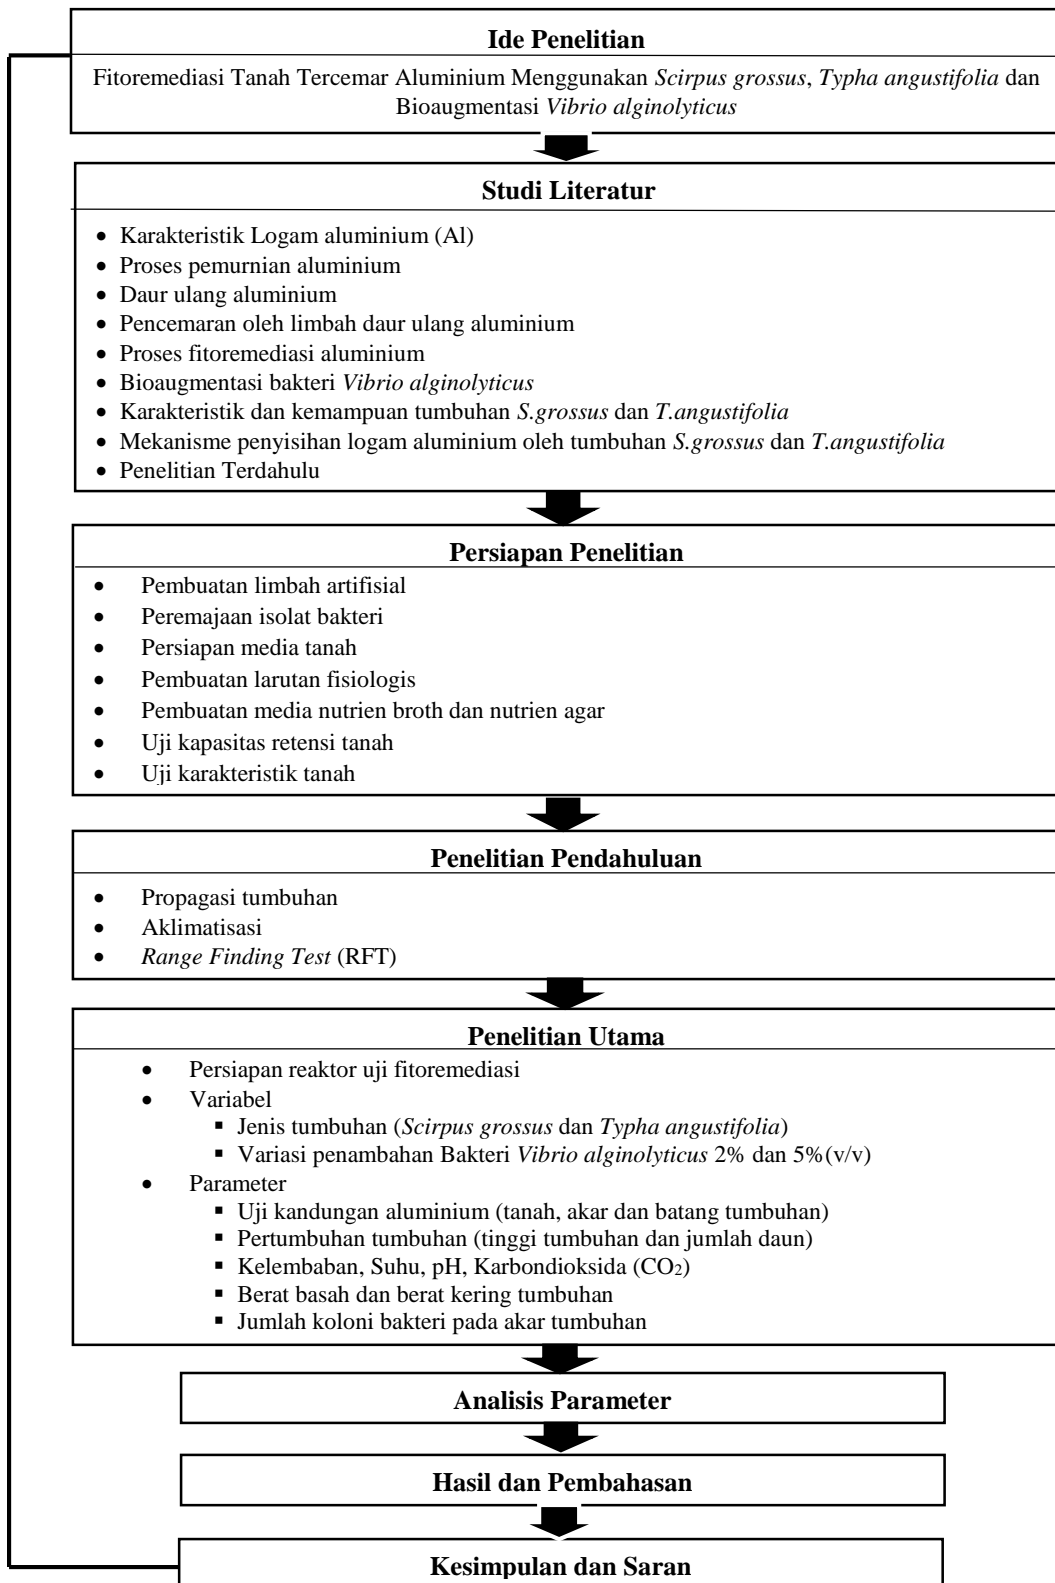 Ide Penelitian
Fitoremediasi Tanah Tercemar Aluminium Menggunakan Scirpus grossus, Typha angustifolia dan
Bioaugmentasi Vibrio alginolyticus
Studi Literatur
• Karakteristik Logam aluminium (Al)
• Proses pemurnian aluminium
• Daur ulang aluminium
• Pencemaran oleh limbah daur ulang aluminium
• Proses fitoremediasi aluminium
• Bioaugmentasi bakteri Vibrio alginolyticus
• Karakteristik dan kemampuan tumbuhan S.grossus dan T.angustifolia
• Mekanisme penyisihan logam aluminium oleh tumbuhan S.grossus dan T.angustifolia
• Penelitian Terdahulu
Persiapan Penelitian
• Pembuatan limbah artifisial
• Peremajaan isolat bakteri
• Persiapan media tanah
• Pembuatan larutan fisiologis
• Pembuatan media nutrien broth dan nutrien agar
• Uji kapasitas retensi tanah
• Uji karakteristik tanah
Penelitian Pendahuluan
• Propagasi tumbuhan
• Aklimatisasi
• Range Finding Test (RFT)
Penelitian Utama
• Persiapan reaktor uji fitoremediasi
• Variabel
▪ Jenis tumbuhan (Scirpus grossus dan Typha angustifolia)
▪ Variasi penambahan Bakteri Vibrio alginolyticus 2% dan 5%(v/v)
• Parameter
▪ Uji kandungan aluminium (tanah, akar dan batang tumbuhan)
▪ Pertumbuhan tumbuhan (tinggi tumbuhan dan jumlah daun)
▪ Kelembaban, Suhu, pH, Karbondioksida (CO₂)
▪ Berat basah dan berat kering tumbuhan
▪ Jumlah koloni bakteri pada akar tumbuhan
Analisis Parameter
Hasil dan Pembahasan
Kesimpulan dan Saran